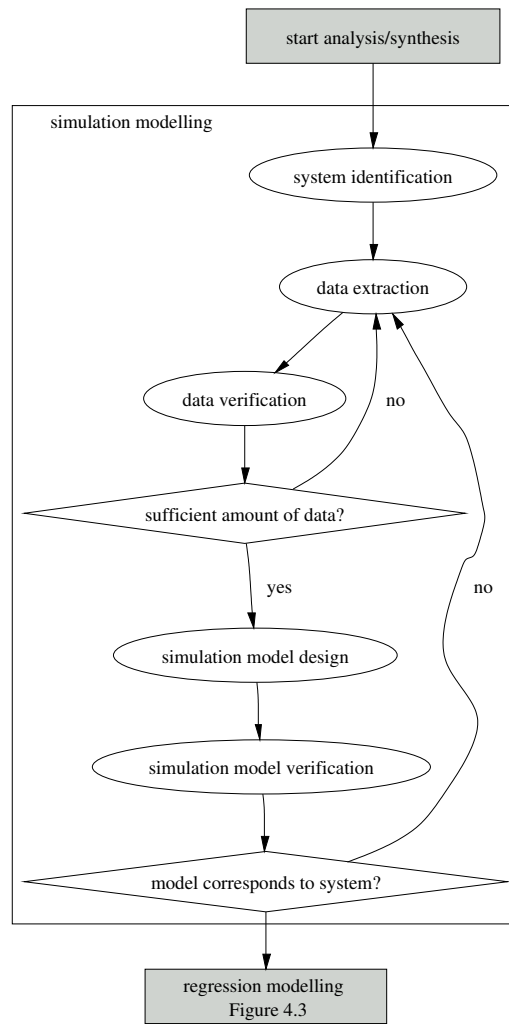 start analysis/synthesis
simulation modelling
system identification
data extraction
data verification
no
sufficient amount of data?
yes
no
simulation model design
simulation model verification
model corresponds to system?
regression modelling
Figure 4.3